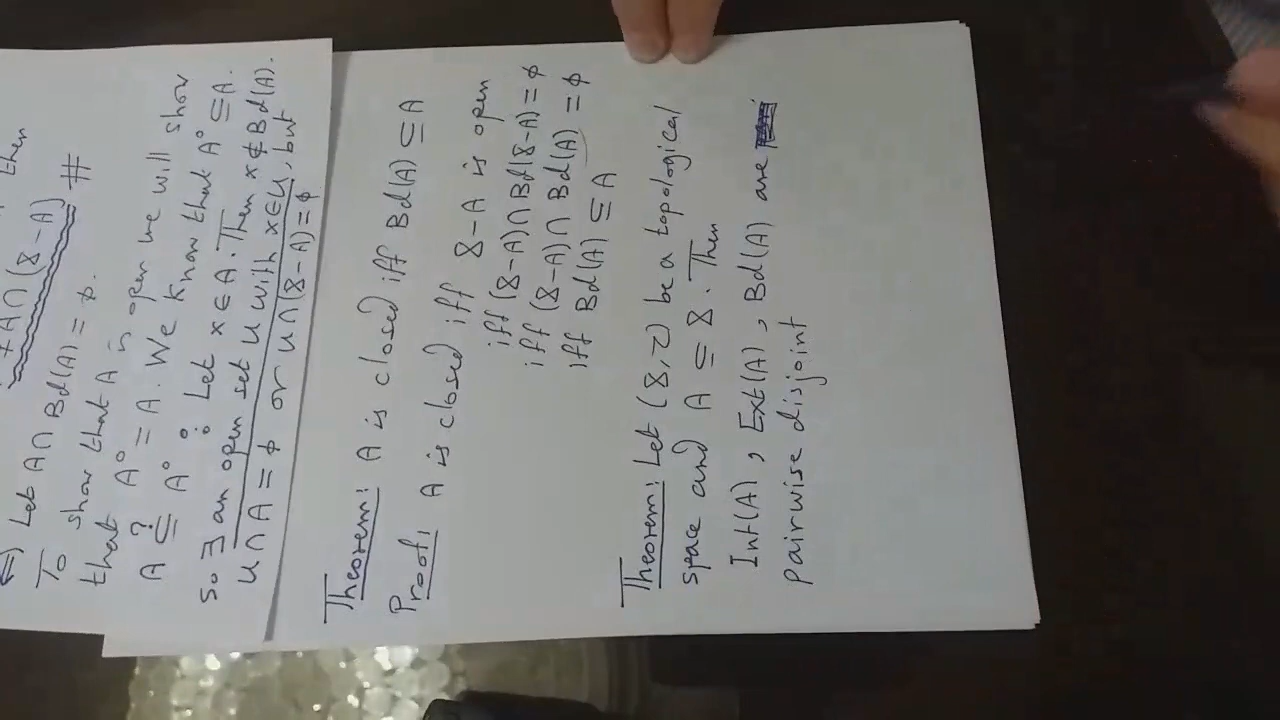 then
+ A ∩ (X - A)
⇐) Let A ∩ Bd(A) = ϕ. #
To show that A is open we will show
that A° = A. We know that A° ⊆ A.
A ⊆? A° : Let x ∈ A. Then x ∉ Bd(A).
So ∃ an open set U with x ∈ U, but
U ∩ A = ϕ or U ∩ (X - A) = ϕ
Theorem: A is closed iff Bd(A) ⊆ A
Proof: A is closed iff X - A is open
iff (X - A) ∩ Bd(X - A) = ϕ
iff (X - A) ∩ Bd(A) = ϕ
iff Bd(A) ⊆ A
Theorem: Let (X, τ) be a topological
space and A ⊆ X. Then
Int(A), Ext(A), Bd(A) are
pairwise disjoint